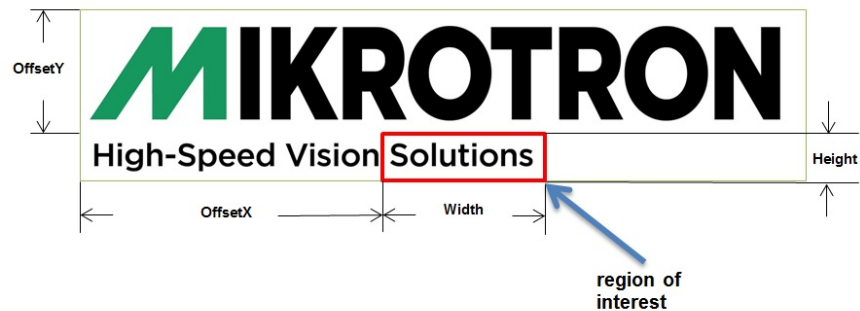 OffsetY
MIKROTRON
High-Speed Vision Solutions
Height
OffsetX
Width
region of
interest